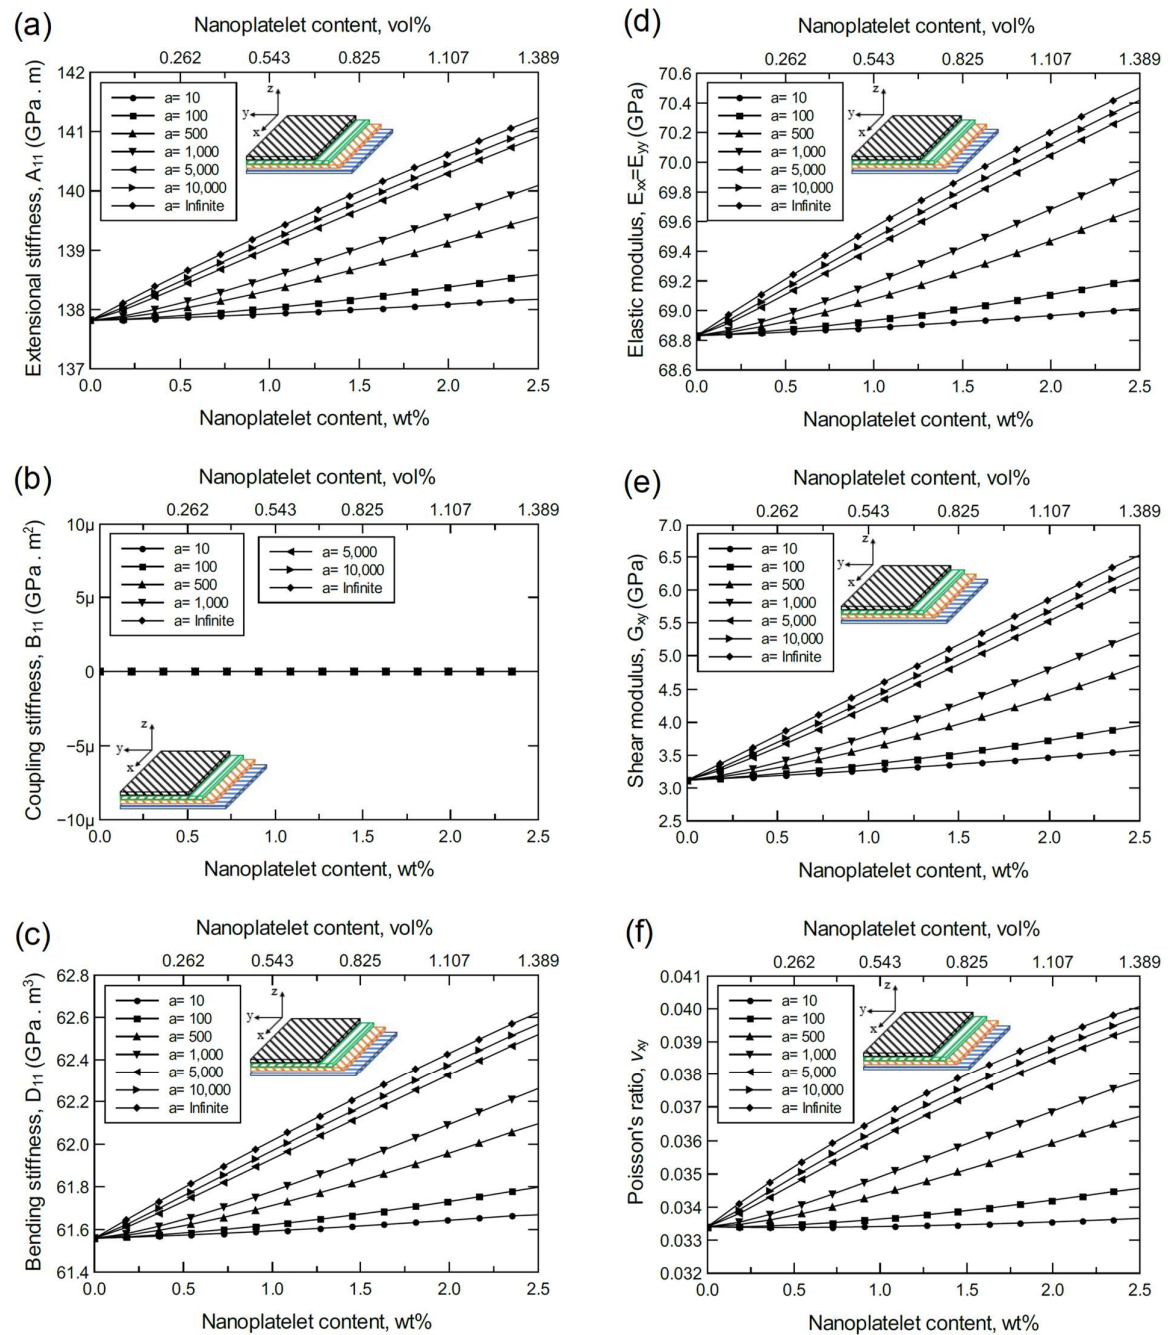 (a)
Nanoplatelet content, vol%
0.262 0.543 0.825 1.107 1.389
142
141
140
139
138
137
Extensional stiffness, A11 (GPa . m)
a= 10
a= 100
a= 500
a= 1,000
a= 5,000
a= 10,000
a= Infinite
z
y
x
0.0 0.5 1.0 1.5 2.0 2.5
Nanoplatelet content, wt%
(b)
Nanoplatelet content, vol%
0.262 0.543 0.825 1.107 1.389
10μ
5μ
0
−5μ
−10μ
Coupling stiffness, B11 (GPa . m2)
a= 10
a= 100
a= 500
a= 1,000
a= Infinite
a= 5,000
a= 10,000
a= Infinite
z
y
x
0.0 0.5 1.0 1.5 2.0 2.5
Nanoplatelet content, wt%
(c)
Nanoplatelet content, vol%
0.262 0.543 0.825 1.107 1.389
62.8
62.6
62.4
62.2
62.0
61.8
61.6
61.4
Bending stiffness, D11 (GPa . m3)
a= 10
a= 100
a= 500
a= 1,000
a= 5,000
a= 10,000
a= Infinite
z
y
x
0.0 0.5 1.0 1.5 2.0 2.5
Nanoplatelet content, wt%
(d)
Nanoplatelet content, vol%
0.262 0.543 0.825 1.107 1.389
70.6
70.4
70.2
70.0
69.8
69.6
69.4
69.2
69.0
68.8
68.6
Elastic modulus, Exx=Eyy (GPa)
a= 10
a= 100
a= 500
a= 1,000
a= 5,000
a= 10,000
a= Infinite
z
y
x
0.0 0.5 1.0 1.5 2.0 2.5
Nanoplatelet content, wt%
(e)
Nanoplatelet content, vol%
0.262 0.543 0.825 1.107 1.389
7.0
6.5
6.0
5.5
5.0
4.5
4.0
3.5
3.0
2.5
Shear modulus, Gxy (GPa)
a= 10
a= 100
a= 500
a= 1,000
a= 5,000
a= 10,000
a= Infinite
z
y
x
0.0 0.5 1.0 1.5 2.0 2.5
Nanoplatelet content, wt%
(f)
Nanoplatelet content, vol%
0.262 0.543 0.825 1.107 1.389
0.041
0.040
0.039
0.038
0.037
0.036
0.035
0.034
0.033
0.032
Poisson's ratio, νxy
a= 10
a= 100
a= 500
a= 1,000
a= 5,000
a= 10,000
a= Infinite
z
y
x
0.0 0.5 1.0 1.5 2.0 2.5
Nanoplatelet content, wt%